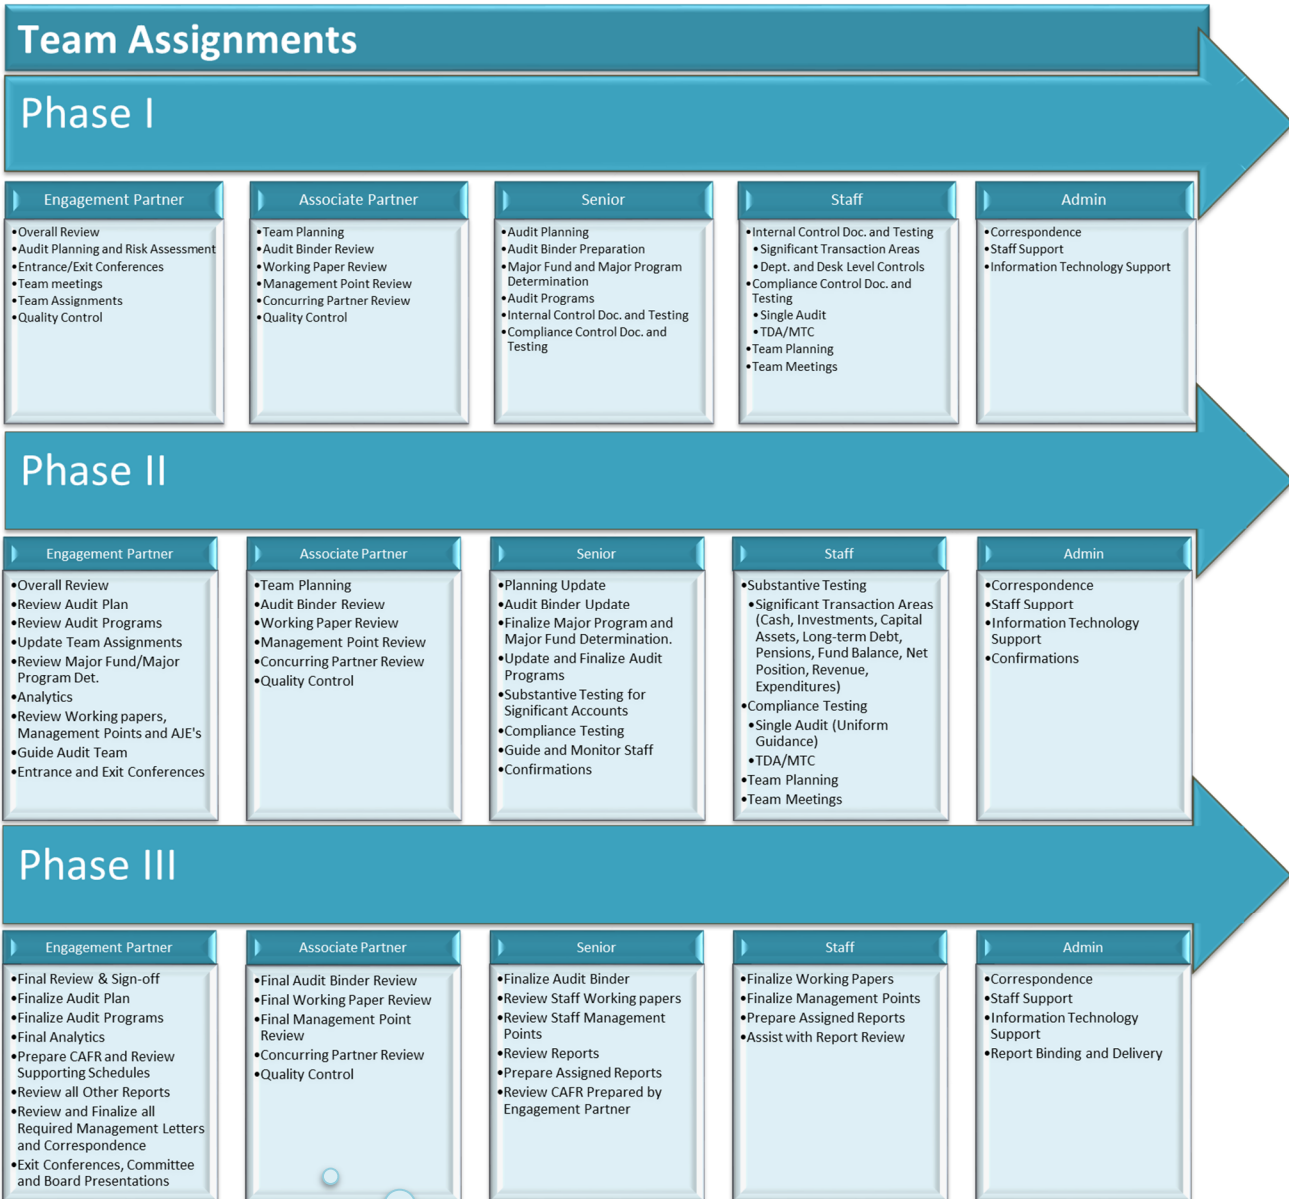 Team Assignments
Phase I
Engagement Partner
•Overall Review
•Audit Planning and Risk Assessment
•Entrance/Exit Conferences
•Team meetings
•Team Assignments
•Quality Control
Associate Partner
•Team Planning
•Audit Binder Review
•Working Paper Review
•Management Point Review
•Concurring Partner Review
•Quality Control
Senior
•Audit Planning
•Audit Binder Preparation
•Major Fund and Major Program
Determination
•Audit Programs
•Internal Control Doc. and Testing
•Compliance Control Doc. and
Testing
Staff
•Internal Control Doc. and Testing
•Significant Transaction Areas
•Dept. and Desk Level Controls
•Compliance Control Doc. and
Testing
•Single Audit
•TDA/MTC
•Team Planning
•Team Meetings
Admin
•Correspondence
•Staff Support
•Information Technology Support
Phase II
Engagement Partner
•Overall Review
•Review Audit Plan
•Review Audit Programs
•Update Team Assignments
•Review Major Fund/Major
Program Det.
•Analytics
•Review Working papers,
Management Points and AJE's
•Guide Audit Team
•Entrance and Exit Conferences
Associate Partner
•Team Planning
•Audit Binder Review
•Working Paper Review
•Management Point Review
•Concurring Partner Review
•Quality Control
Senior
•Planning Update
•Audit Binder Update
•Finalize Major Program and
Major Fund Determination.
•Update and Finalize Audit
Programs
•Substantive Testing for
Significant Accounts
•Compliance Testing
•Guide and Monitor Staff
•Confirmations
Staff
•Substantive Testing
•Significant Transaction Areas
(Cash, Investments, Capital
Assets, Long-term Debt,
Pensions, Fund Balance, Net
Position, Revenue,
Expenditures)
•Compliance Testing
•Single Audit (Uniform
Guidance)
•TDA/MTC
•Team Planning
•Team Meetings
Admin
•Correspondence
•Staff Support
•Information Technology
Support
•Confirmations
Phase III
Engagement Partner
•Final Review & Sign-off
•Finalize Audit Plan
•Finalize Audit Programs
•Final Analytics
•Prepare CAFR and Review
Supporting Schedules
•Review all Other Reports
•Review and Finalize all
Required Management Letters
and Correspondence
•Exit Conferences, Committee
and Board Presentations
Associate Partner
•Final Audit Binder Review
•Final Working Paper Review
•Final Management Point
Review
•Concurring Partner Review
•Quality Control
Senior
•Finalize Audit Binder
•Review Staff Working papers
•Review Staff Management
Points
•Review Reports
•Prepare Assigned Reports
•Review CAFR Prepared by
Engagement Partner
Staff
•Finalize Working Papers
•Finalize Management Points
•Prepare Assigned Reports
•Assist with Report Review
Admin
•Correspondence
•Staff Support
•Information Technology
Support
•Report Binding and Delivery